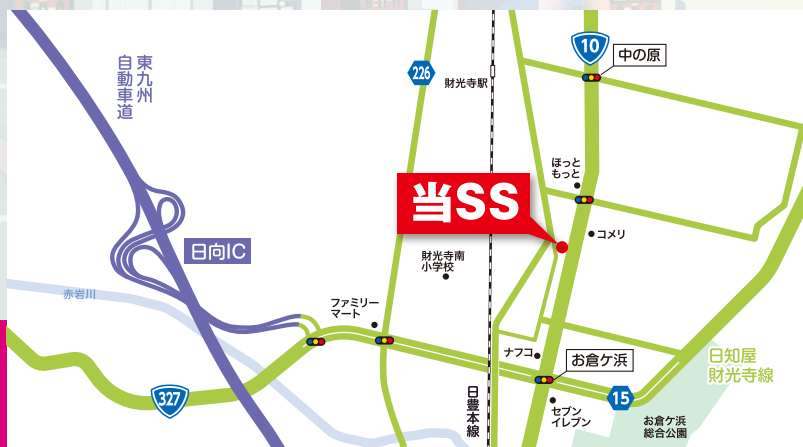 10
中の原
226
財光寺駅
東九州
自動車道
ほっと
もっと
当SS
コメリ
日向IC
財光寺南
小学校
赤岩川
ファミリー
マート
ナフコ
お倉ケ浜
日知屋
財光寺線
327
15
日豊本線
セブン
イレブン
お倉ケ浜
総合公園